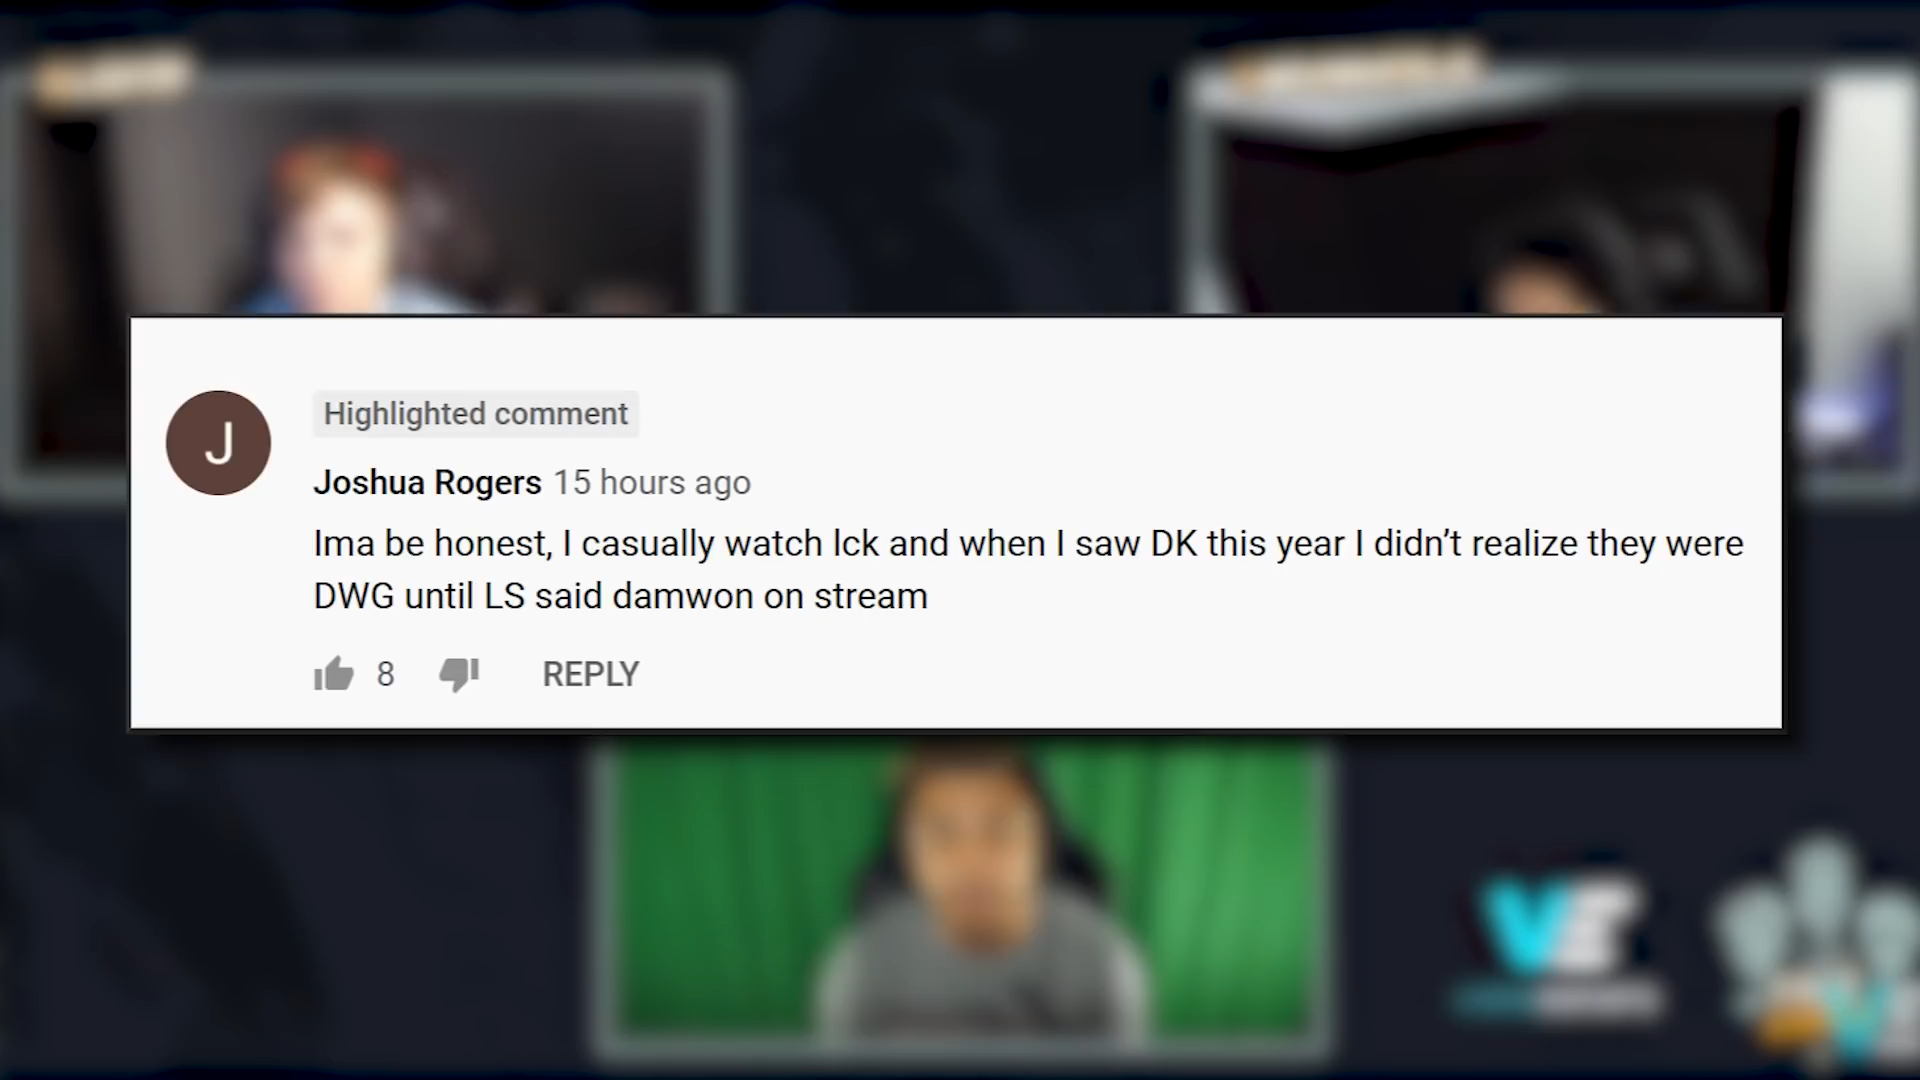 J
Highlighted comment
Joshua Rogers 15 hours ago
Ima be honest, I casually watch lck and when I saw DK this year I didn’t realize they were
DWG until LS said damwon on stream
8 REPLY
VE